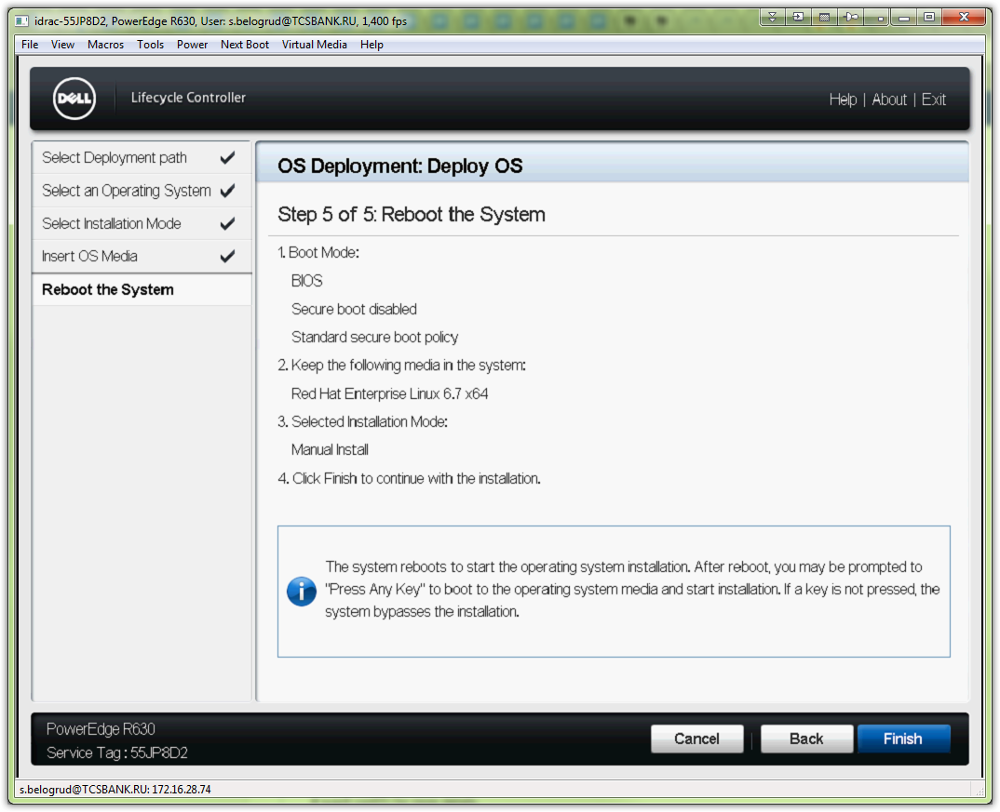 idrac-55JP8D2, PowerEdge R630, User: s.belogrud@TCSBANK.RU, 1,400 fps
File View Macros Tools Power Next Boot Virtual Media Help
DELL
Lifecycle Controller
Help | About | Exit
Select Deployment path
Select an Operating System
Select Installation Mode
Insert OS Media
Reboot the System
OS Deployment: Deploy OS
Step 5 of 5: Reboot the System
1. Boot Mode:
BIOS
Secure boot disabled
Standard secure boot policy
2. Keep the following media in the system:
Red Hat Enterprise Linux 6.7 x64
3. Selected Installation Mode:
Manual Install
4. Click Finish to continue with the installation.
The system reboots to start the operating system installation. After reboot, you may be prompted to
"Press Any Key" to boot to the operating system media and start installation. If a key is not pressed, the
system bypasses the installation.
PowerEdge R630
Service Tag : 55JP8D2
Cancel
Back
Finish
s.belogrud@TCSBANK.RU: 172.16.28.74